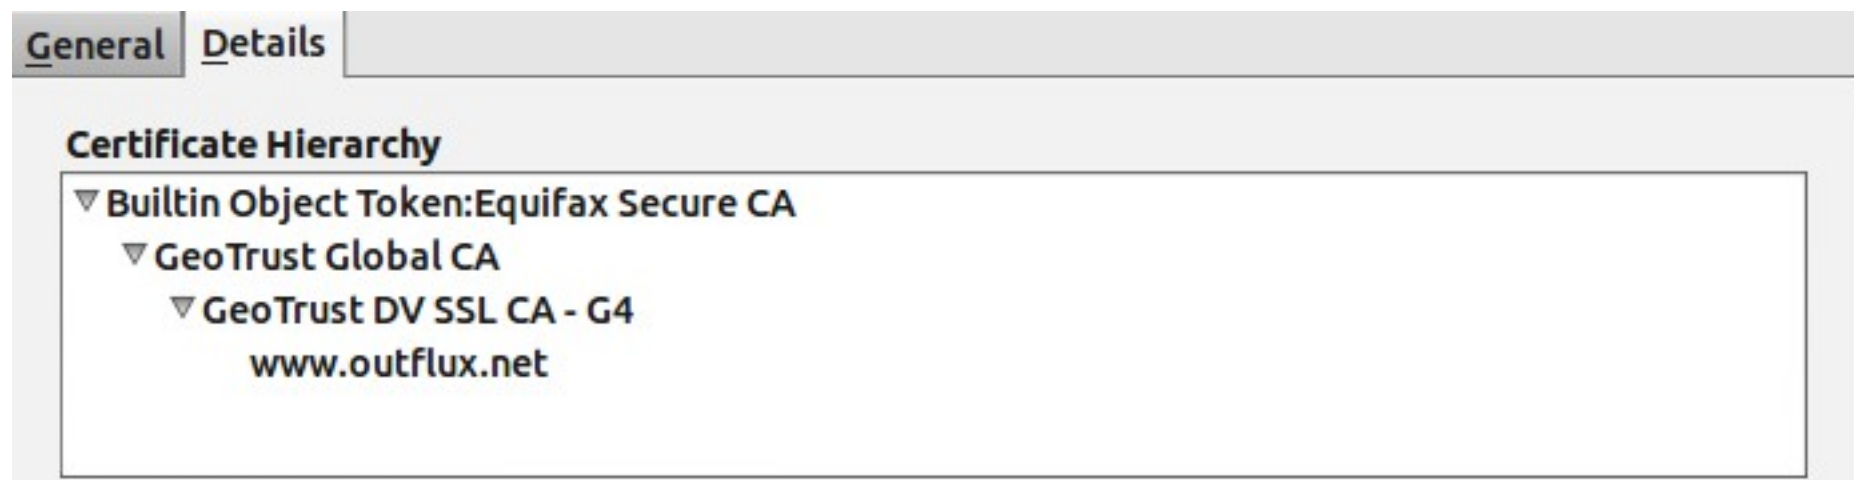 General Details
Certificate Hierarchy
Builtin Object Token:Equifax Secure CA
GeoTrust Global CA
GeoTrust DV SSL CA - G4
www.outflux.net